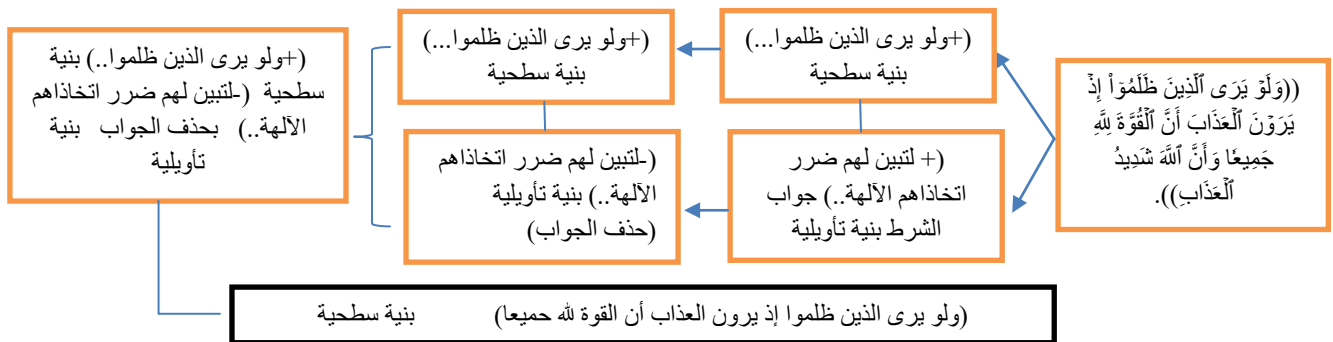 ((وَلَوۡ يَرَى ٱلَّذِينَ ظَلَمُوٓاْ إِذۡ
يَرَوۡنَ ٱلۡعَذَابَ أَنَّ ٱلۡقُوَّةَ لِلَّهِ
جَمِيعٗا وَأَنَّ ٱللَّهَ شَدِيدُ
ٱلۡعَذَابِ)).
(+ولو يرى الذين ظلموا...)
بنية سطحية
(+ لتبين لهم ضرر
اتخاذاهم الآلهة..) جواب
الشرط بنية تأويلية
(+ولو يرى الذين ظلموا...)
بنية سطحية
(-لتبين لهم ضرر اتخاذاهم
الآلهة..) بنية تأويلية
(حذف الجواب)
(+ولو يرى الذين ظلموا..) بنية
سطحية (-لتبين لهم ضرر اتخاذاهم
الآلهة..) بحذف الجواب بنية
تأويلية
(ولو يرى الذين ظلموا إذ يرون العذاب أن القوة لله حميعا) بنية سطحية